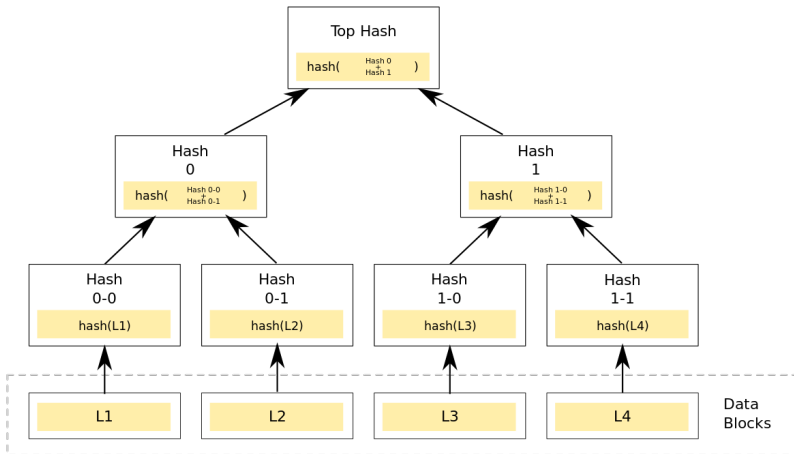 Top Hash
hash( Hash 0 + Hash 1 )
Hash
0
hash( Hash 0-0 + Hash 0-1 )
Hash
1
hash( Hash 1-0 + Hash 1-1 )
Hash
0-0
hash(L1)
Hash
0-1
hash(L2)
Hash
1-0
hash(L3)
Hash
1-1
hash(L4)
L1
L2
L3
L4
Data
Blocks